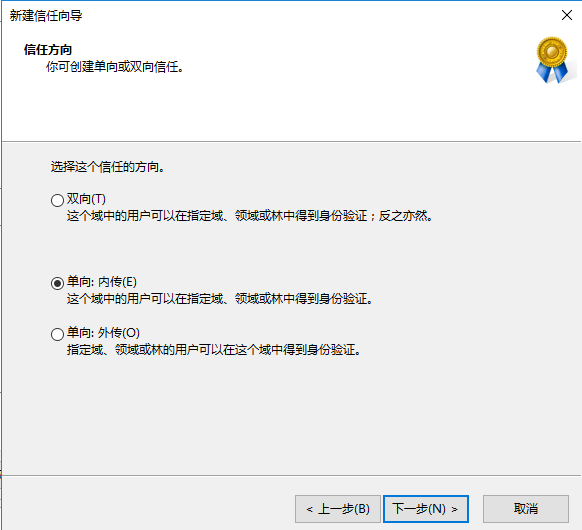 新建信任向导
信任方向
你可创建单向或双向信任。
选择这个信任的方向。
双向(T)
这个域中的用户可以在指定域、领域或林中得到身份验证；反之亦然。
单向: 内传(E)
这个域中的用户可以在指定域、领域或林中得到身份验证。
单向: 外传(O)
指定域、领域或林的用户可以在这个域中得到身份验证。
< 上一步(B) 下一步(N) > 取消